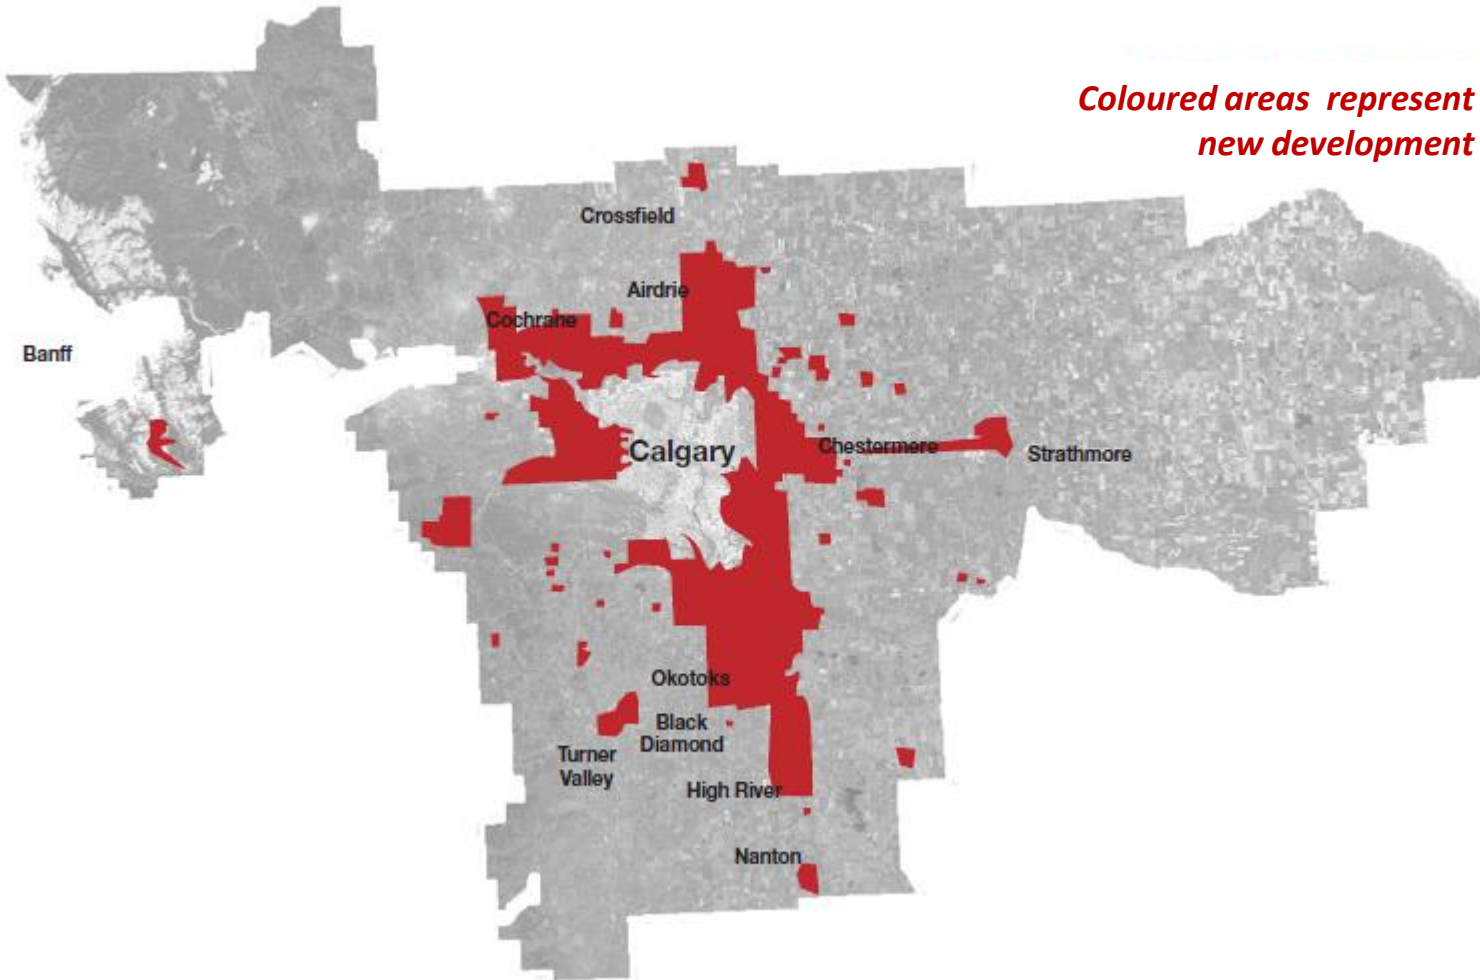 Coloured areas represent
new development
Crossfield
Airdrie
Cochrane
Banff
Calgary
Chestermere
Strathmore
Okotoks
Black
Diamond
Turner
Valley
High River
Nanton